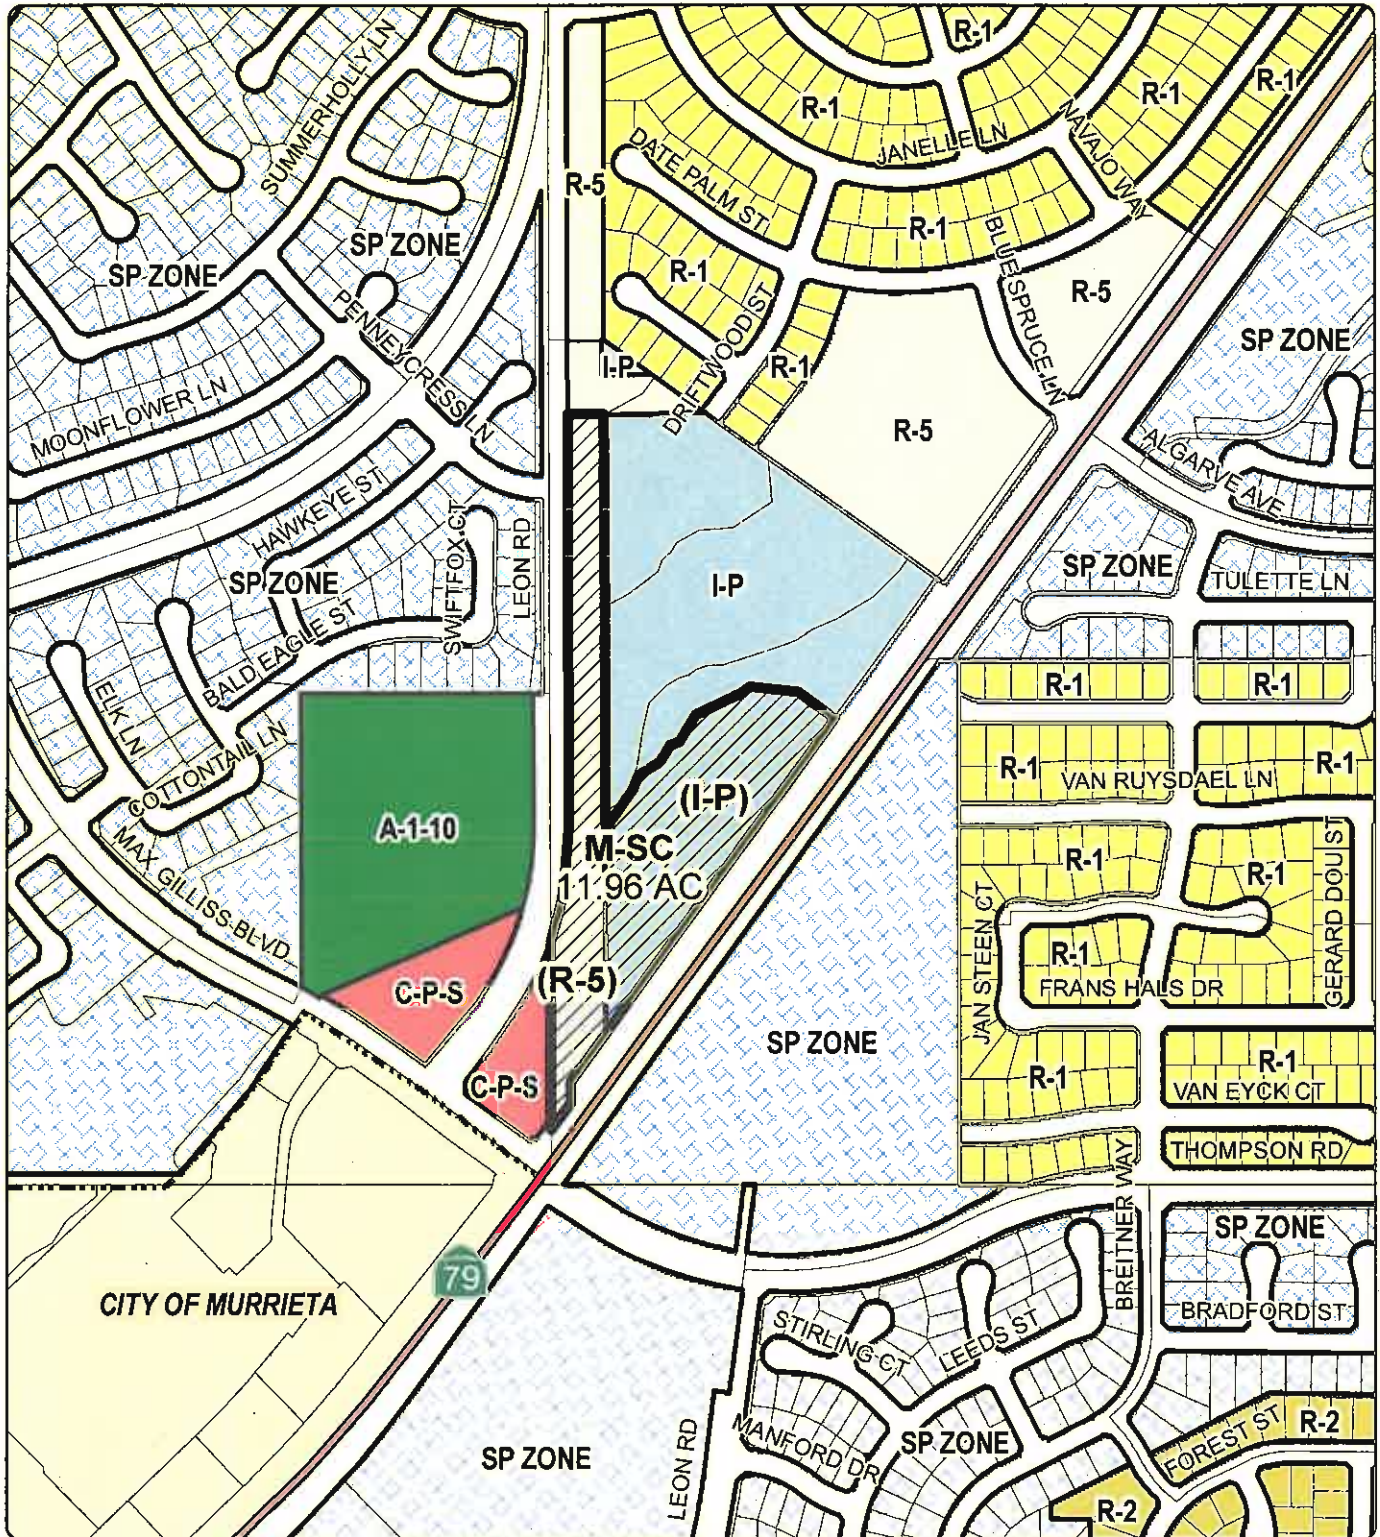 R-1
R-1
R-1
R-1
SUMMERHOLLY LN
NAVAJO WAY
JANELLE LN
DATE PALM ST
R-5
R-1
SP ZONE
SP ZONE
BLUESPRUCE LN
R-1
R-5
PENNEYCRESS LN
DRIFTWOOD ST
SP ZONE
I-P
R-1
MOONFLOWER LN
R-5
ALGARVE AVE
HAWKEYE ST
SWIFTFOX CT
LEON RD
SP ZONE
SP ZONE
TULETTE LN
I-P
BALD EAGLE ST
ELK LN
R-1
R-1
COTTONTAIL LN
R-1
VAN RUYSDAEL LN
R-1
(I-P)
A-1-10
M-SC
11.96 AC
MAX GILLISS BLVD
R-1
R-1
GERARD DOU ST
JAN STEEN CT
R-1
(R-5)
C-P-S
FRANS HALS DR
SP ZONE
R-1
R-1
C-P-S
VAN EYCK CT
THOMPSON RD
BREITNER WAY
SP ZONE
79
CITY OF MURRIETA
BRADFORD ST
STIRLING CT
LEEDS ST
LEON RD
MANFORD DR
SP ZONE
SP ZONE
FOREST ST
R-2
R-2